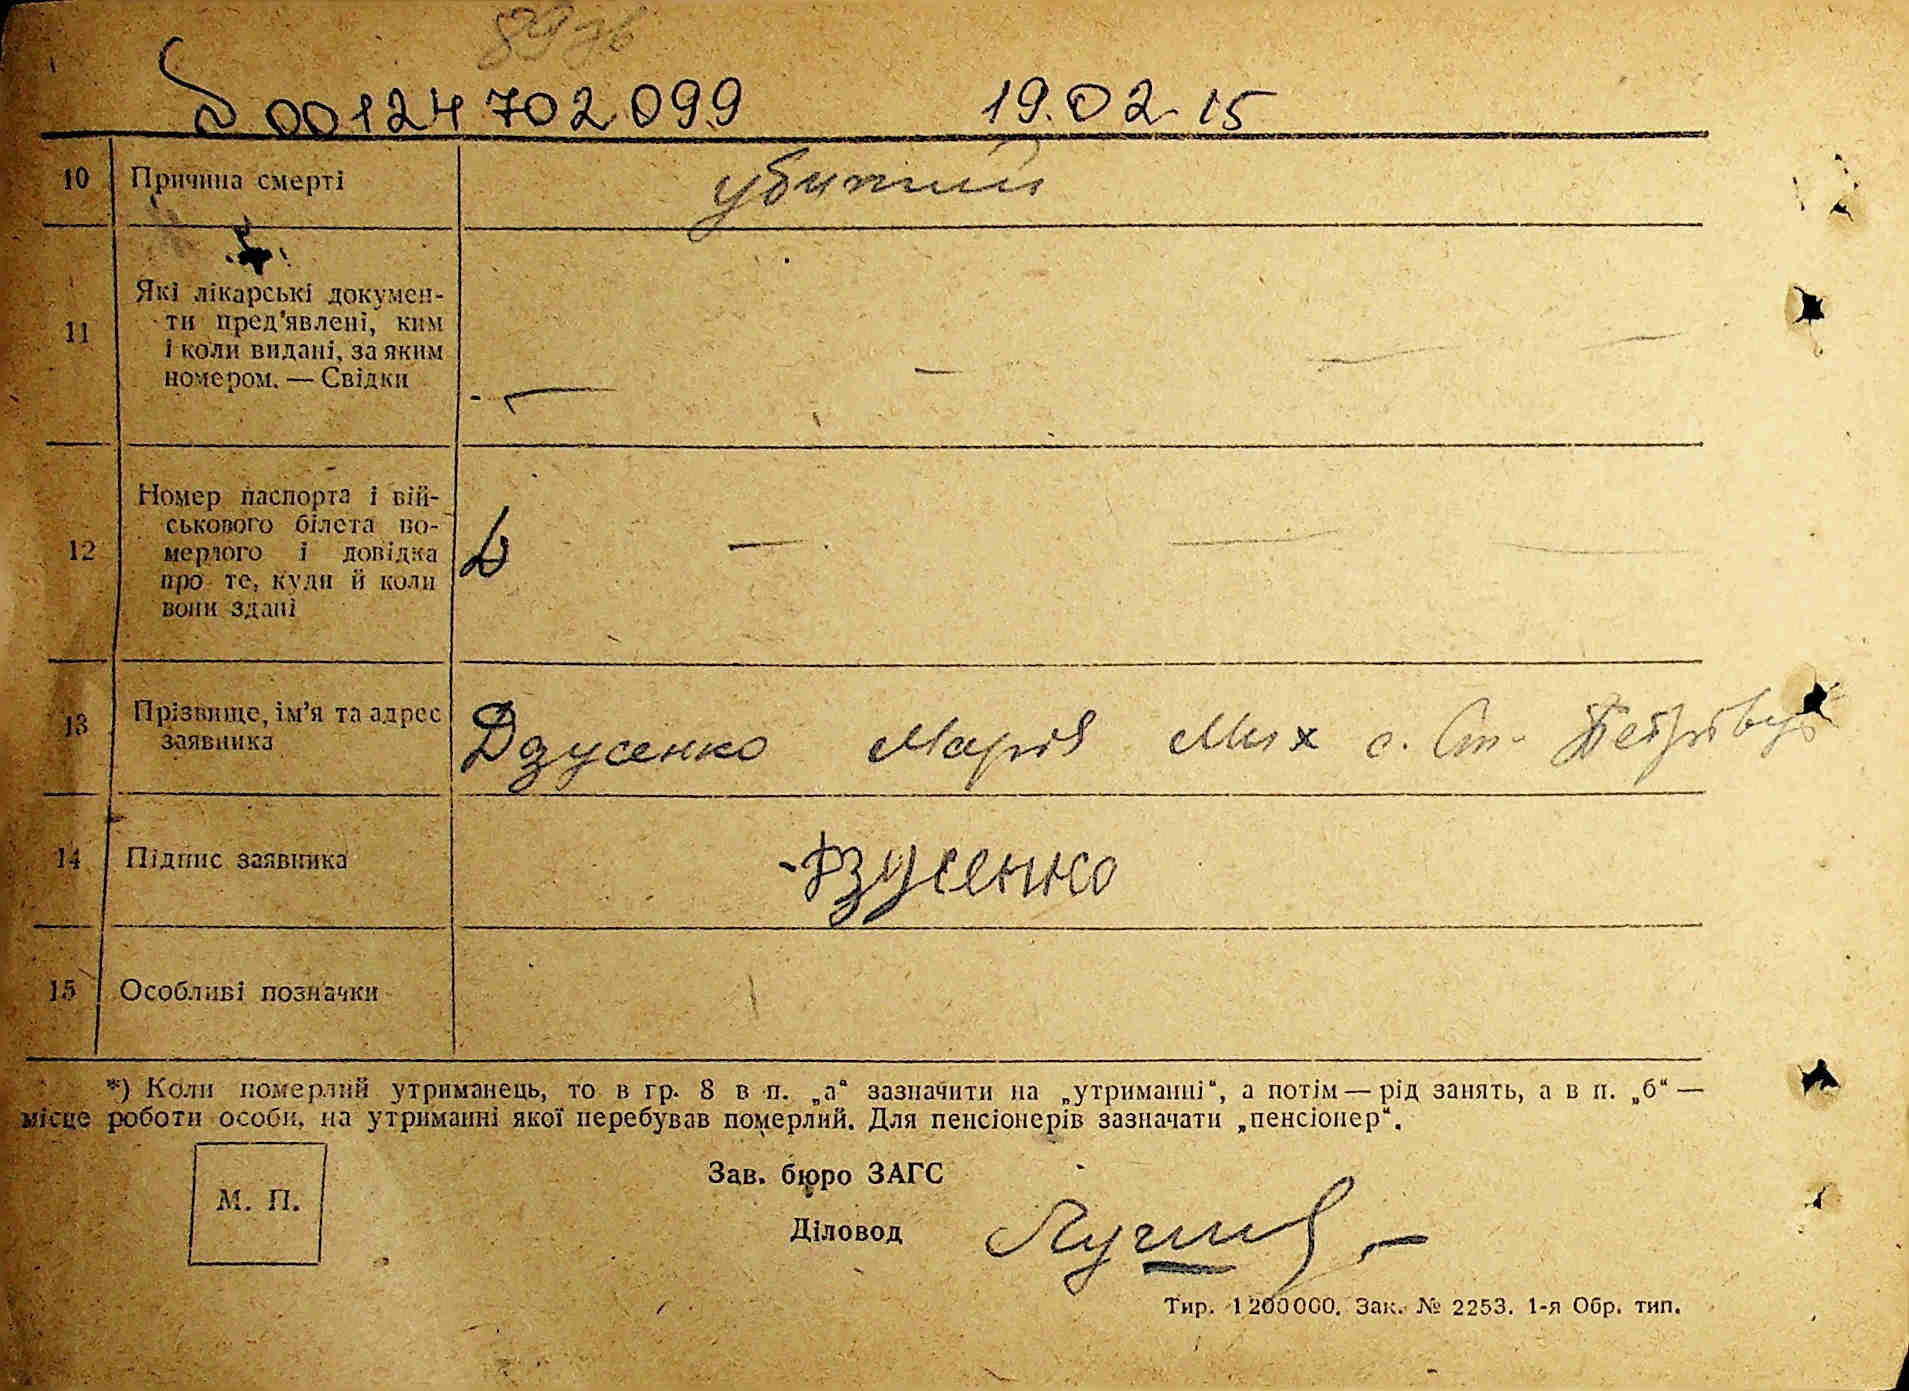 00124702099 19.02.15
10 Причина смерті убитий
11 Які лікарські докумен-
ти пред'явлені, ким
і коли видані, за яким
номером. — Свідки —
12 Номер паспорта і вій-
ськового білета по-
мерлого і довідка
про те, куди й коли
вони здані —
13 Прізвище, ім'я та адрес
заявника
Дзусенко Марія Мих с. Ст.
14 Підпис заявника Дзусенко
15 Особливі позначки
*) Коли померлий утриманець, то в гр. 8 в п. „а“ зазначити на „утриманні“, а потім — рід занять, а в п. „б“ —
місце роботи особи, на утриманні якої перебував померлий. Для пенсіонерів зазначати „пенсіонер“.
М. П.
Зав. бюро ЗАГС
Діловод
Тир. 1200000. Зак. № 2253. 1-я Обр. тип.